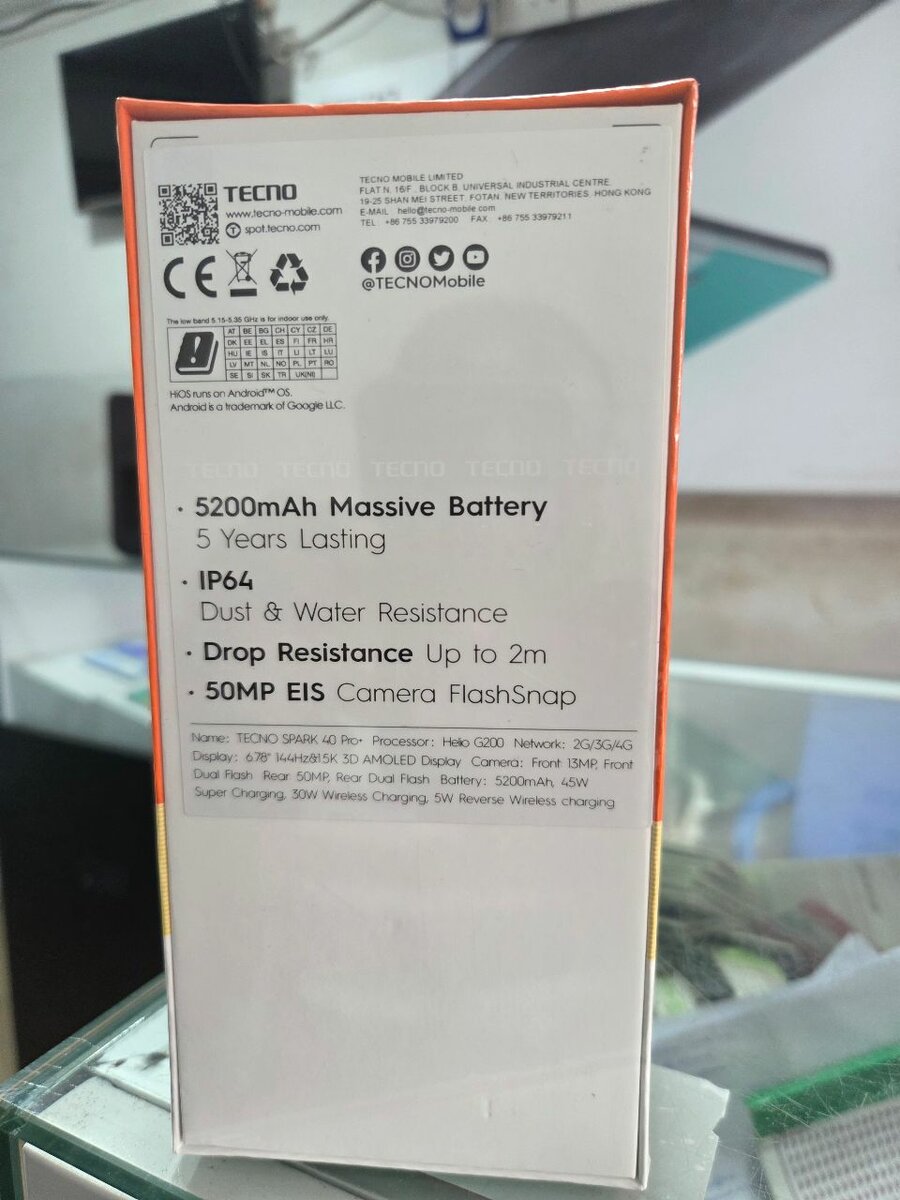 TECNO
www.tecno-mobile.com
spot.tecno.com
TECNO MOBILE LIMITED
FLAT N, 16/F., BLOCK B, UNIVERSAL INDUSTRIAL CENTRE,
19-25 SHAN MEI STREET, FOTAN, NEW TERRITORIES, HONG KONG
E-MAIL hello@tecno-mobile.com
TEL +86 755 33979200 FAX +86 755 33979211
CE
@TECNOMobile
The low band 5.15-5.35 GHz is for indoor use only.
AT BE BG CH CY CZ DE
DK EE EL ES FI FR HR
HU IE IS IT LI LT LU
LV MT NL NO PL PT RO
SE SI SK TR UK(NI)
HiOS runs on Android™ OS.
Android is a trademark of Google LLC.
TECNO TECNO TECNO TECNO TECNO
· 5200mAh Massive Battery
5 Years Lasting
· IP64
Dust & Water Resistance
· Drop Resistance Up to 2m
· 50MP EIS Camera FlashSnap
Name: TECNO SPARK 40 Pro+ Processor: Helio G200 Network: 2G/3G/4G
Display: 6.78" 144Hz&1.5K 3D AMOLED Display Camera: Front 13MP, Front
Dual Flash Rear 50MP, Rear Dual Flash Battery: 5200mAh, 45W
Super Charging, 30W Wireless Charging, 5W Reverse Wireless charging